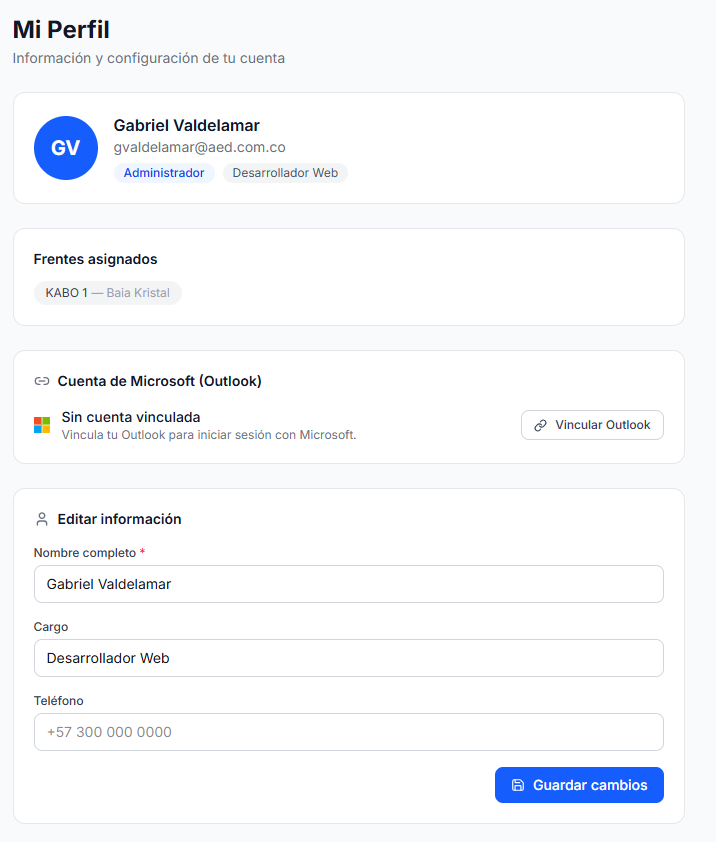 Mi Perfil
Información y configuración de tu cuenta
GV
Gabriel Valdelamar
gvaldelamar@aed.com.co
Administrador Desarrollador Web
Frentes asignados
KABO 1 — Baia Kristal
Cuenta de Microsoft (Outlook)
Sin cuenta vinculada
Vincula tu Outlook para iniciar sesión con Microsoft.
Vincular Outlook
Editar información
Nombre completo *
Gabriel Valdelamar
Cargo
Desarrollador Web
Teléfono
+57 300 000 0000
Guardar cambios